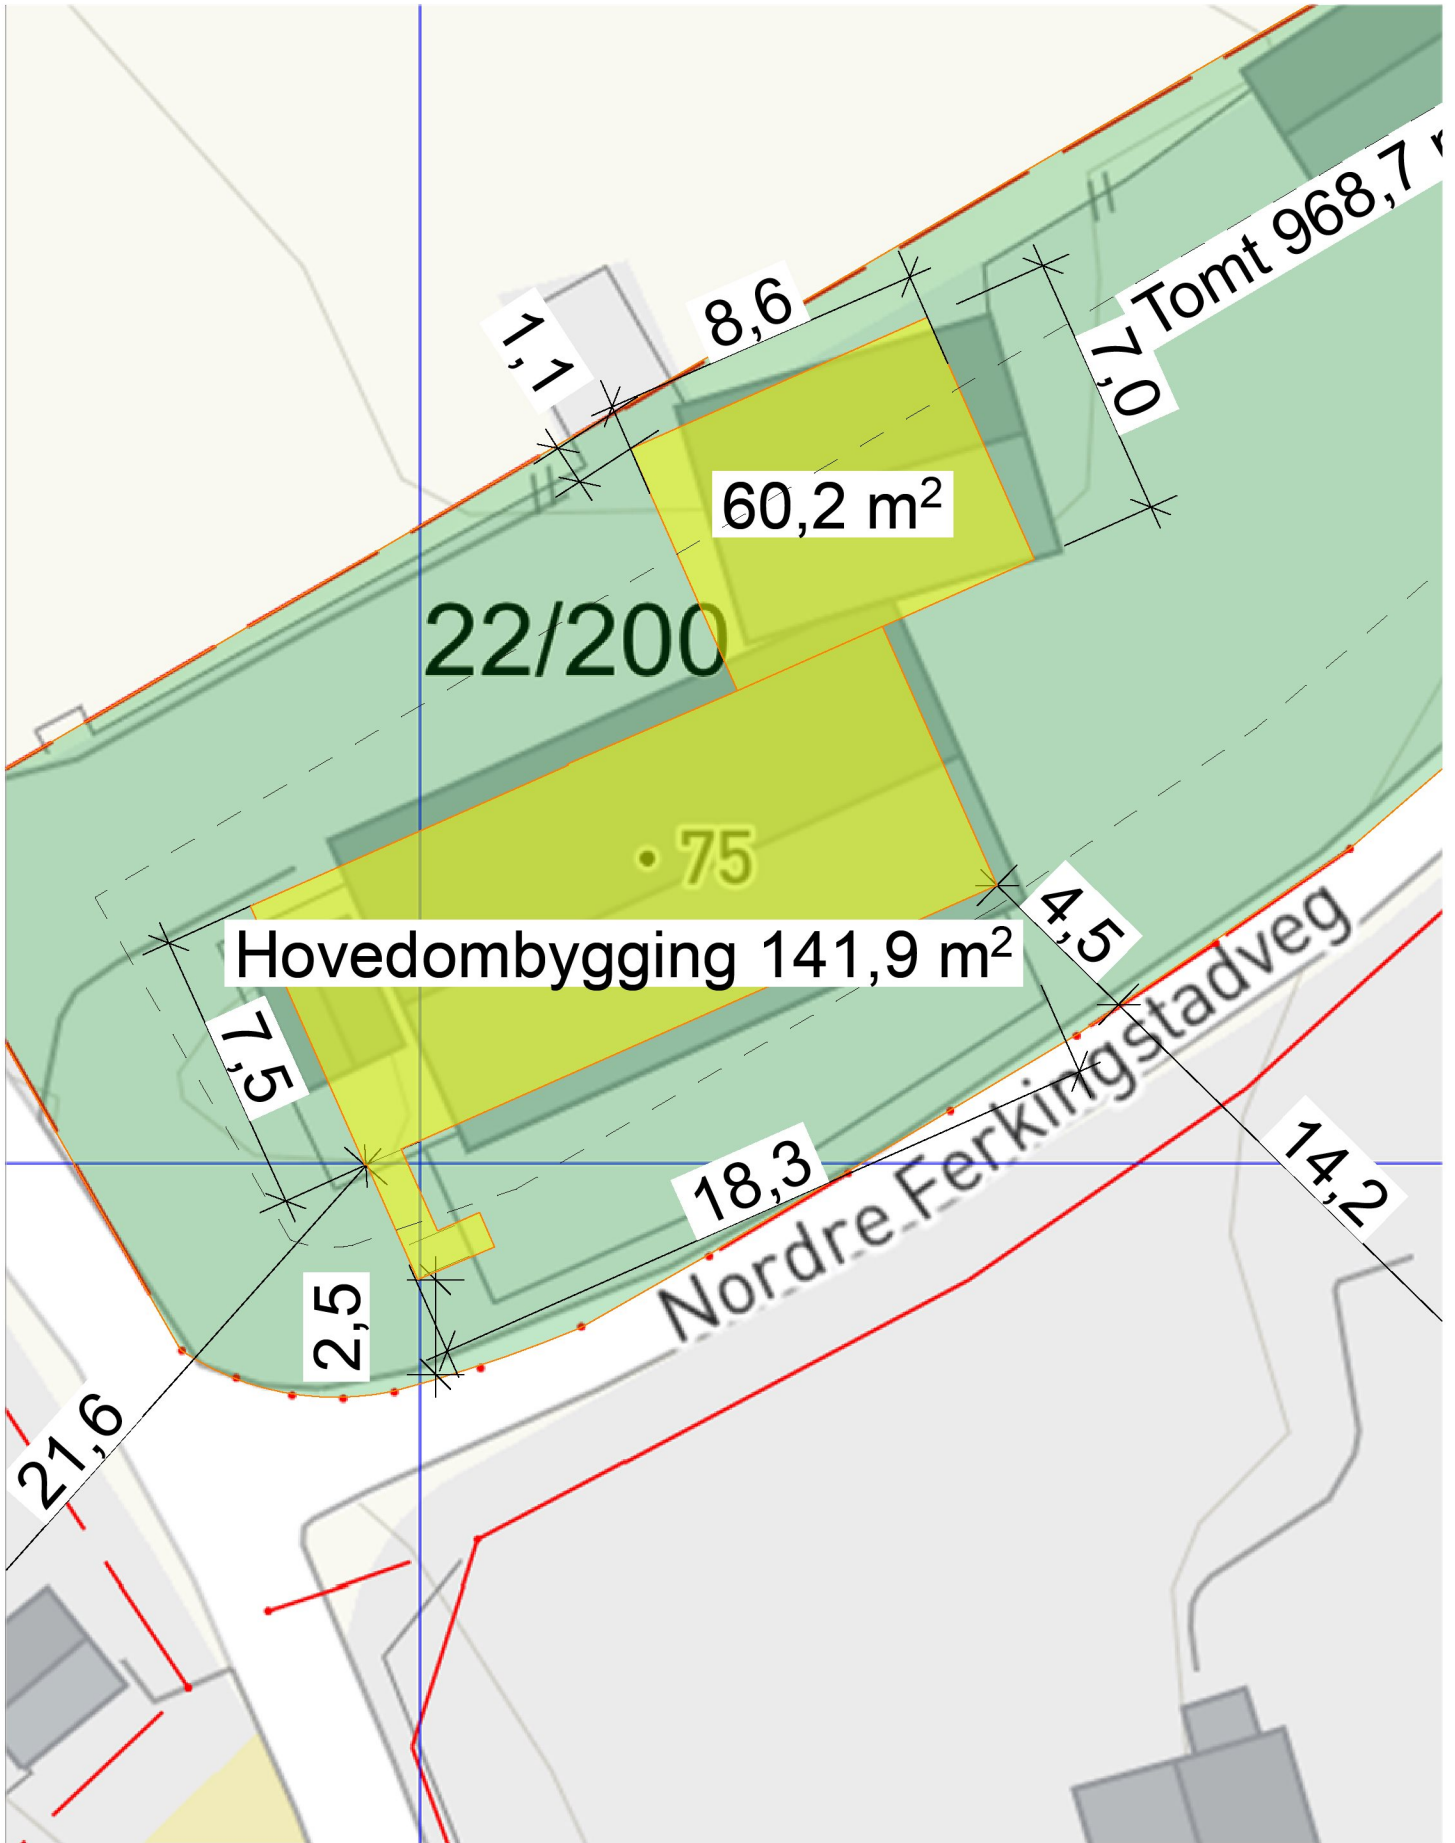 Tomt 968,7
8,6
1,1
7,0
60,2 m²
22/200
75
4,5
Hovedombygging 141,9 m²
7,5
Nordre Ferkingstadveg
18,3
14,2
2,5
21,6